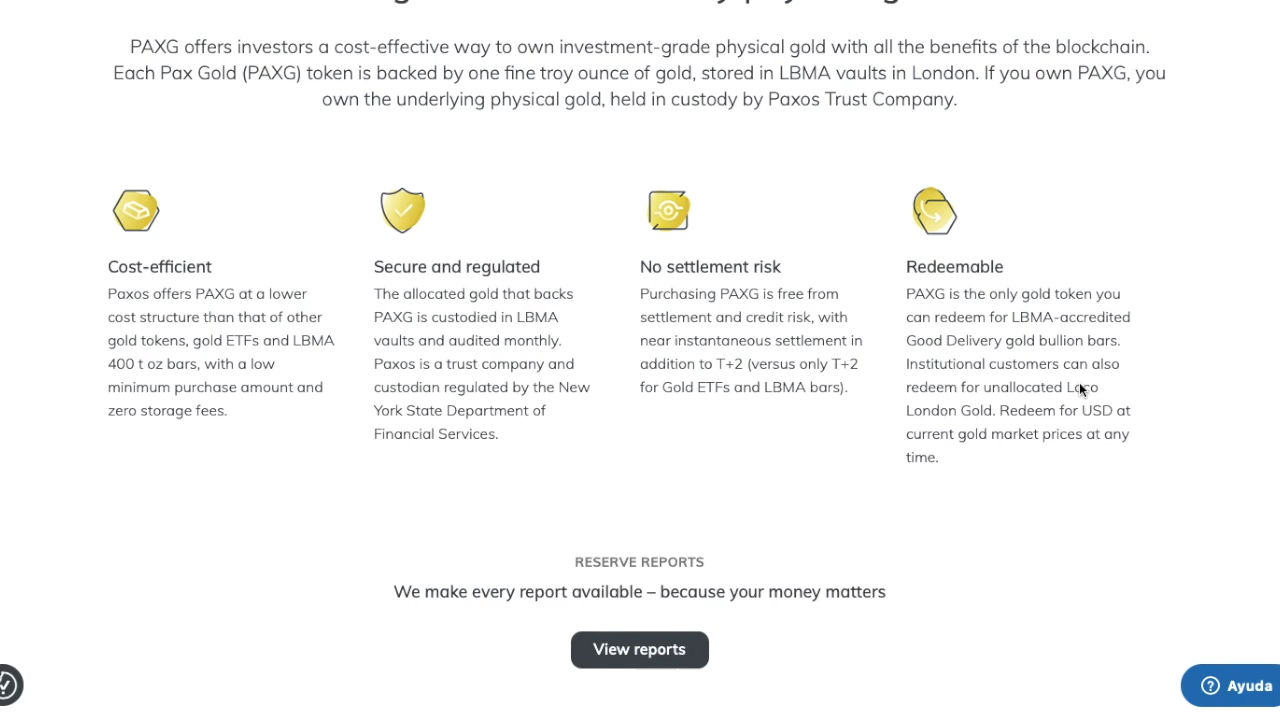 PAXG offers investors a cost-effective way to own investment-grade physical gold with all the benefits of the blockchain.
Each Pax Gold (PAXG) token is backed by one fine troy ounce of gold, stored in LBMA vaults in London. If you own PAXG, you
own the underlying physical gold, held in custody by Paxos Trust Company.
Cost-efficient
Paxos offers PAXG at a lower
cost structure than that of other
gold tokens, gold ETFs and LBMA
400 t oz bars, with a low
minimum purchase amount and
zero storage fees.
Secure and regulated
The allocated gold that backs
PAXG is custodied in LBMA
vaults and audited monthly.
Paxos is a trust company and
custodian regulated by the New
York State Department of
Financial Services.
No settlement risk
Purchasing PAXG is free from
settlement and credit risk, with
near instantaneous settlement in
addition to T+2 (versus only T+2
for Gold ETFs and LBMA bars).
Redeemable
PAXG is the only gold token you
can redeem for LBMA-accredited
Good Delivery gold bullion bars.
Institutional customers can also
redeem for unallocated Loco
London Gold. Redeem for USD at
current gold market prices at any
time.
RESERVE REPORTS
We make every report available – because your money matters
View reports
Ayuda